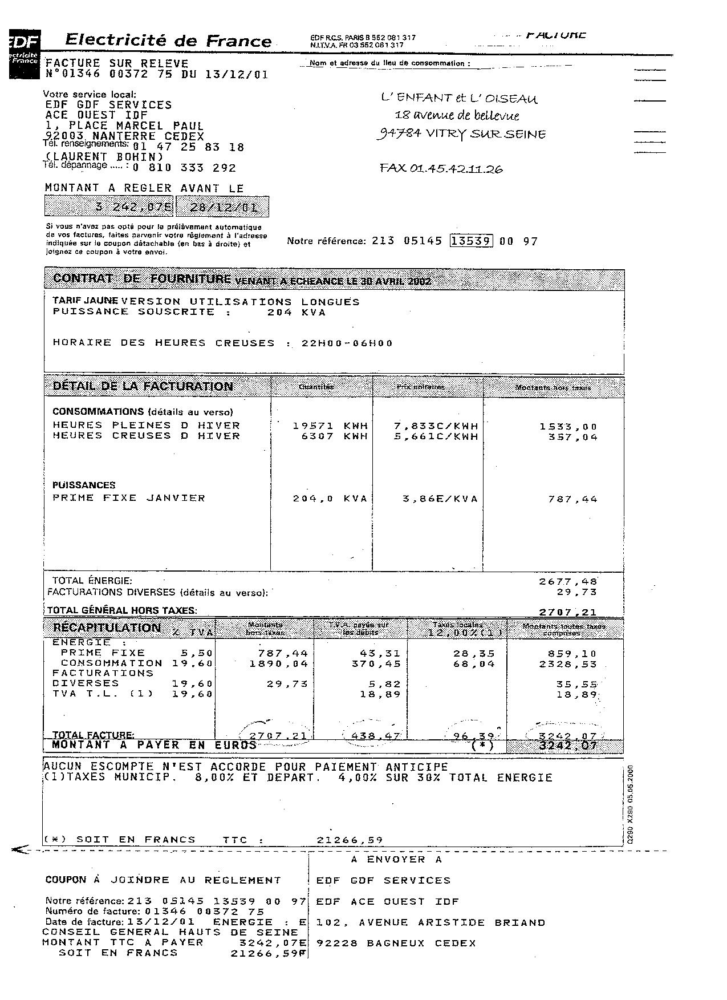 EDF Electricité de France
EDF R.C.S. PARIS B 552 081 317
N.I.T.V.A. FR 03 552 081 317
FACTURE
FACTURE SUR RELEVE
N°01346 00372 75 DU 13/12/01
Nom et adresse du lieu de consommation :
Votre service local:
EDF GDF SERVICES
ACE OUEST IDF
1, PLACE MARCEL PAUL
92003 NANTERRE CEDEX
Tél. renseignements: 01 47 25 83 18
(LAURENT BOHIN)
Tél. dépannage ..... : 0 810 333 292
L'ENFANT et L'OISEAU
18 avenue de bellevue
94784 VITRY SUR SEINE
FAX 01.45.42.11.26
MONTANT A REGLER AVANT LE
3 242,07E 28/12/01
Si vous n'avez pas opté pour le prélèvement automatique
de vos factures, faites parvenir votre règlement à l'adresse
indiquée sur le coupon détachable (en bas à droite) et
joignez ce coupon à votre envoi.
Notre référence: 213 05145 13539 00 97
CONTRAT DE FOURNITURE VENANT A ECHEANCE LE 30 AVRIL 2002
TARIF JAUNE VERSION UTILISATIONS LONGUES
PUISSANCE SOUSCRITE : 204 KVA
HORAIRE DES HEURES CREUSES : 22H00-06H00
DÉTAIL DE LA FACTURATION Quantités Prix unitaires Montants hors taxes
CONSOMMATIONS (détails au verso)
HEURES PLEINES D HIVER 19571 KWH 7,833C/KWH 1533,00
HEURES CREUSES D HIVER 6307 KWH 5,661C/KWH 357,04
PUISSANCES
PRIME FIXE JANVIER 204,0 KVA 3,86E/KVA 787,44
TOTAL ÉNERGIE: 2677,48
FACTURATIONS DIVERSES (détails au verso): 29,73
TOTAL GÉNÉRAL HORS TAXES: 2707,21
RÉCAPITULATION % TVA Montants hors taxes T.V.A. payée sur les débits Taxes locales 12,00%(1) Montants toutes taxes comprises
ENERGIE :
PRIME FIXE 5,50 787,44 43,31 28,35 859,10
CONSOMMATION 19,60 1890,04 370,45 68,04 2328,53
FACTURATIONS
DIVERSES 19,60 29,73 5,82 35,55
TVA T.L. (1) 19,60 18,89 18,89
TOTAL FACTURE: 2707,21 438,47 96,39 3242,07
MONTANT A PAYER EN EUROS (*) 3242,07
AUCUN ESCOMPTE N'EST ACCORDE POUR PAIEMENT ANTICIPE
(1)TAXES MUNICIP. 8,00% ET DEPART. 4,00% SUR 30% TOTAL ENERGIE
(*) SOIT EN FRANCS TTC : 21266,59
Q290 X290 05.05.2000
A ENVOYER A
COUPON À JOINDRE AU REGLEMENT EDF GDF SERVICES
Notre référence: 213 05145 13539 00 97 EDF ACE OUEST IDF
Numéro de facture: 01346 00372 75
Date de facture: 13/12/01 ENERGIE : E 102, AVENUE ARISTIDE BRIAND
CONSEIL GENERAL HAUTS DE SEINE
MONTANT TTC A PAYER 3242,07E 92228 BAGNEUX CEDEX
SOIT EN FRANCS 21266,59F